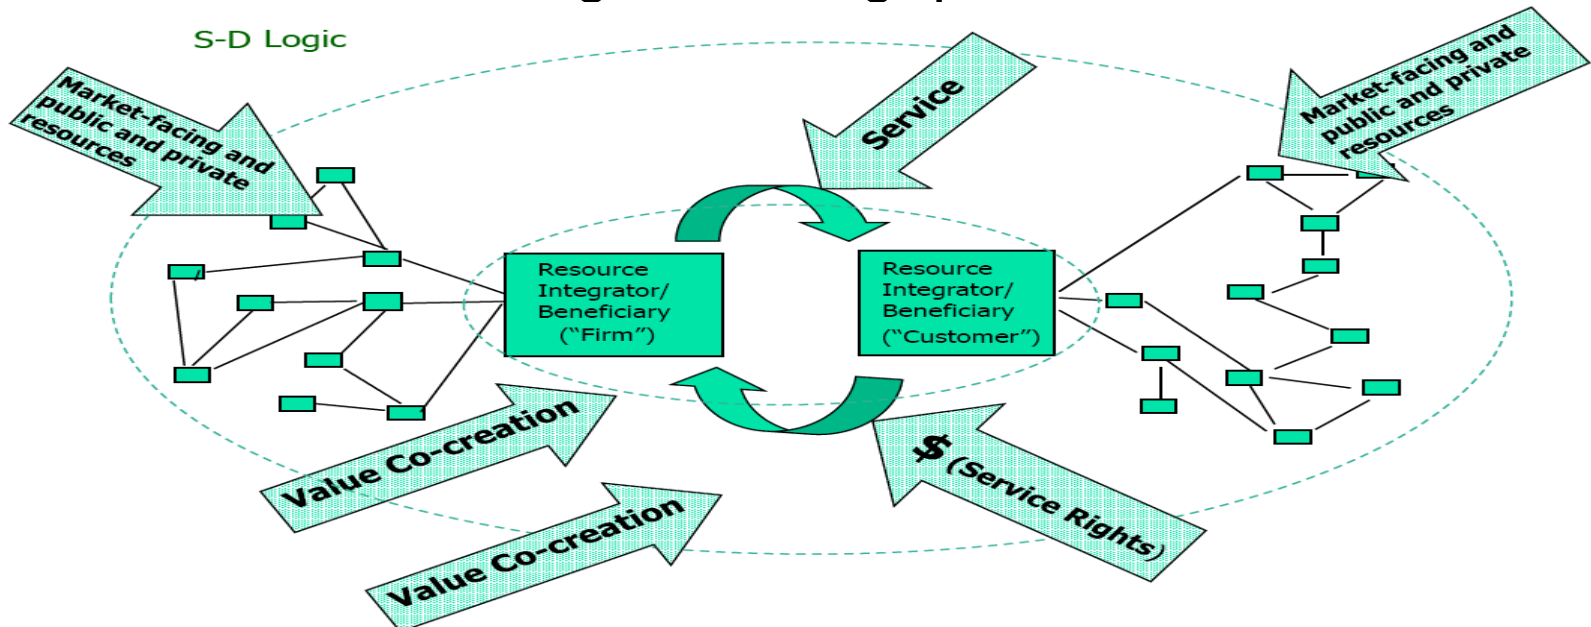 S-D Logic
Market-facing and
public and private
resources
Service
Market-facing and
public and private
resources
Resource
Integrator/
Beneficiary
(“Firm”)
Resource
Integrator/
Beneficiary
(“Customer”)
Value Co-creation
$ (Service Rights)
Value Co-creation